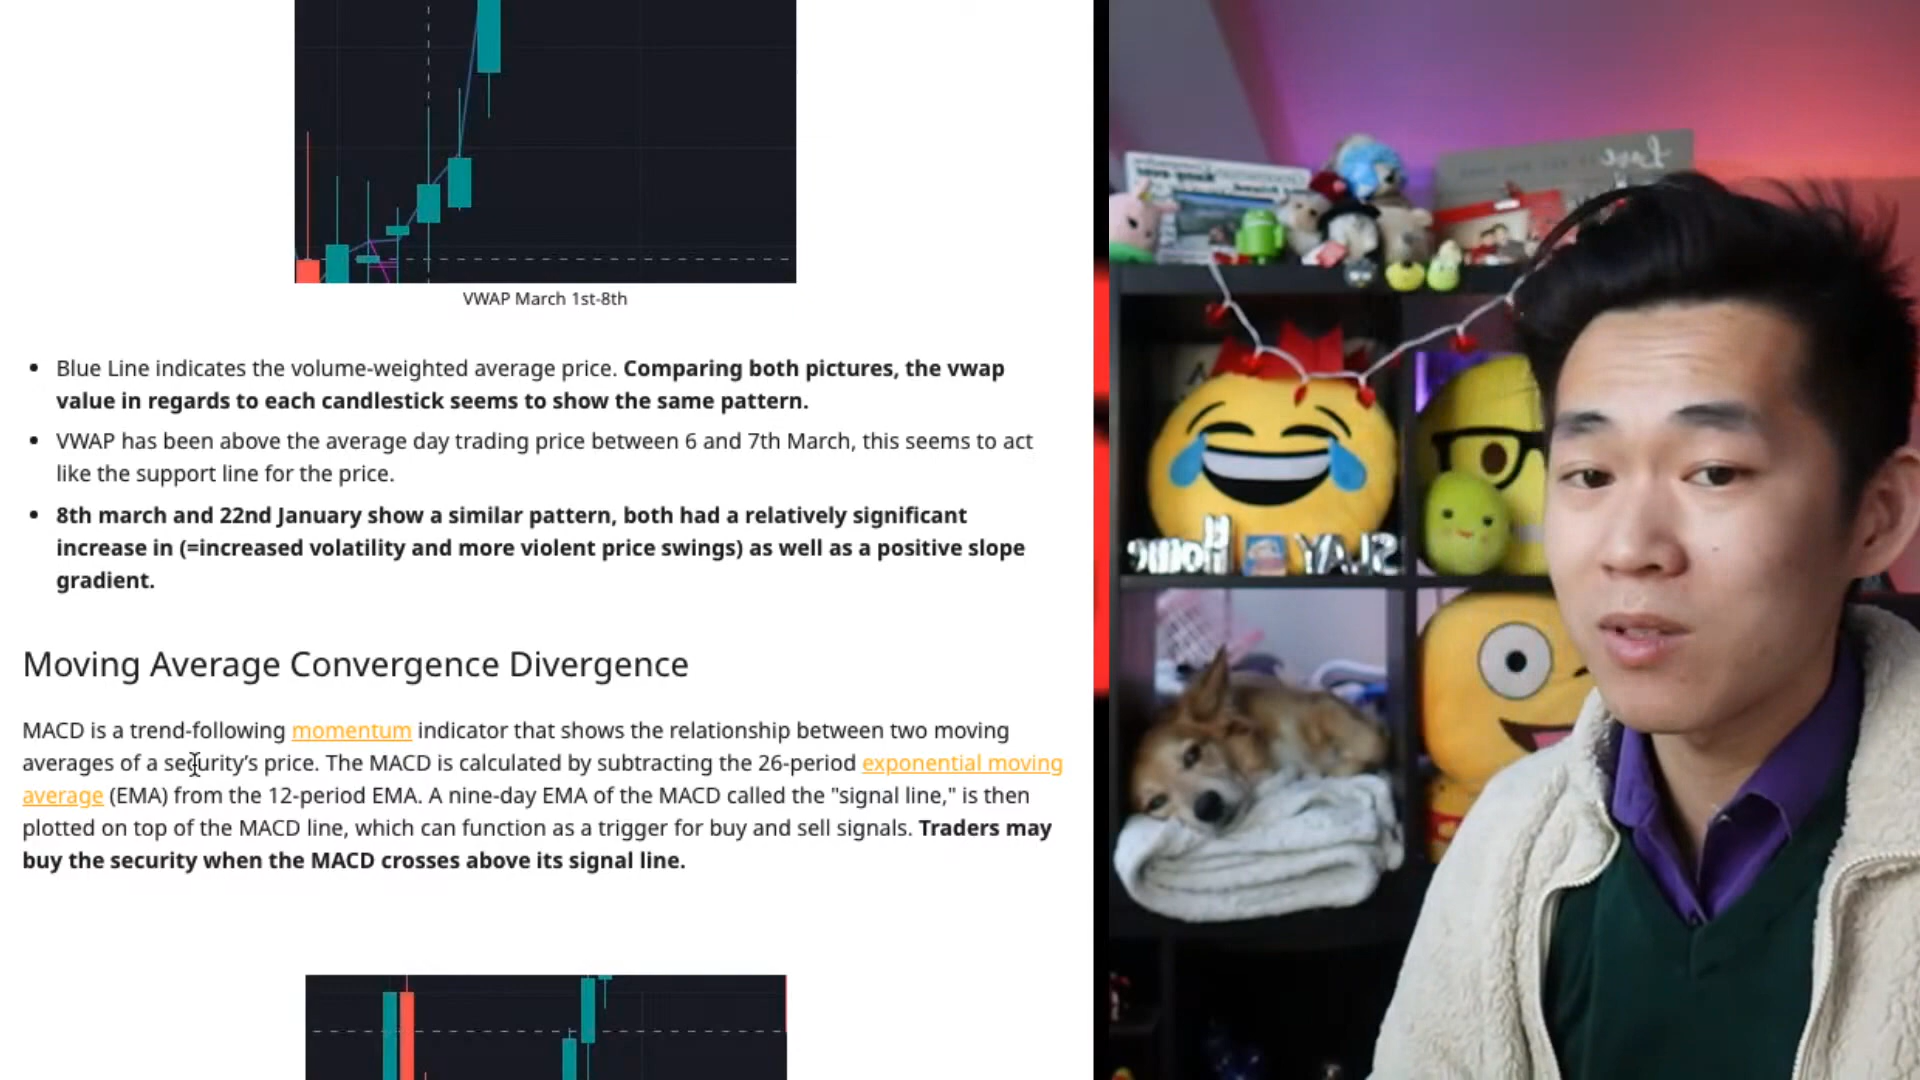 VWAP March 1st-8th
Blue Line indicates the volume-weighted average price. Comparing both pictures, the vwap
value in regards to each candlestick seems to show the same pattern.
VWAP has been above the average day trading price between 6 and 7th March, this seems to act
like the support line for the price.
8th march and 22nd January show a similar pattern, both had a relatively significant
increase in (=increased volatility and more violent price swings) as well as a positive slope
gradient.
Moving Average Convergence Divergence
MACD is a trend-following momentum indicator that shows the relationship between two moving
averages of a security’s price. The MACD is calculated by subtracting the 26-period exponential moving
average (EMA) from the 12-period EMA. A nine-day EMA of the MACD called the "signal line," is then
plotted on top of the MACD line, which can function as a trigger for buy and sell signals. Traders may
buy the security when the MACD crosses above its signal line.
Love
Home
SLAY